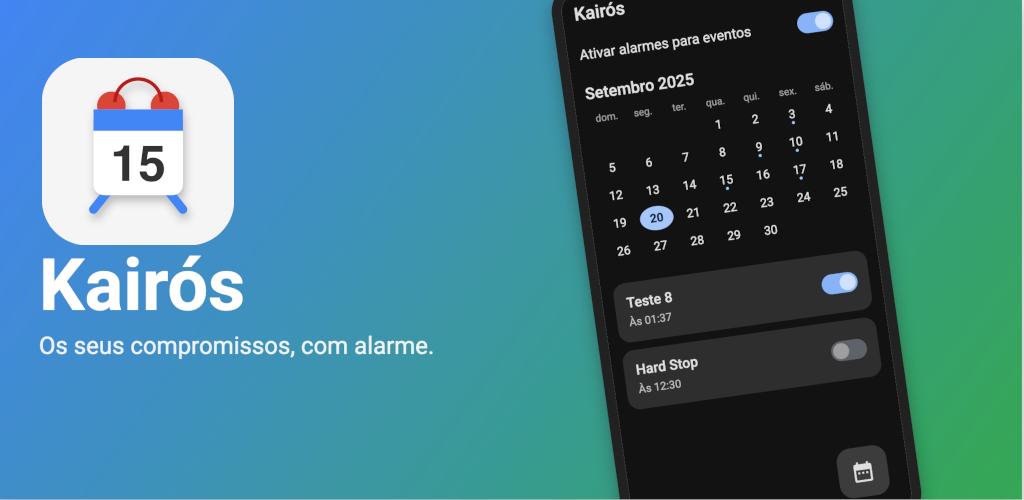 15
Kairós
Os seus compromissos, com alarme.
Kairós
Ativar alarmes para eventos
Setembro 2025
dom. seg. ter. qua. qui. sex. sáb.
1 2 3 4
5 6 7 8 9 10 11
12 13 14 15 16 17 18
19 20 21 22 23 24 25
26 27 28 29 30
Teste 8
Às 01:37
Hard Stop
Às 12:30